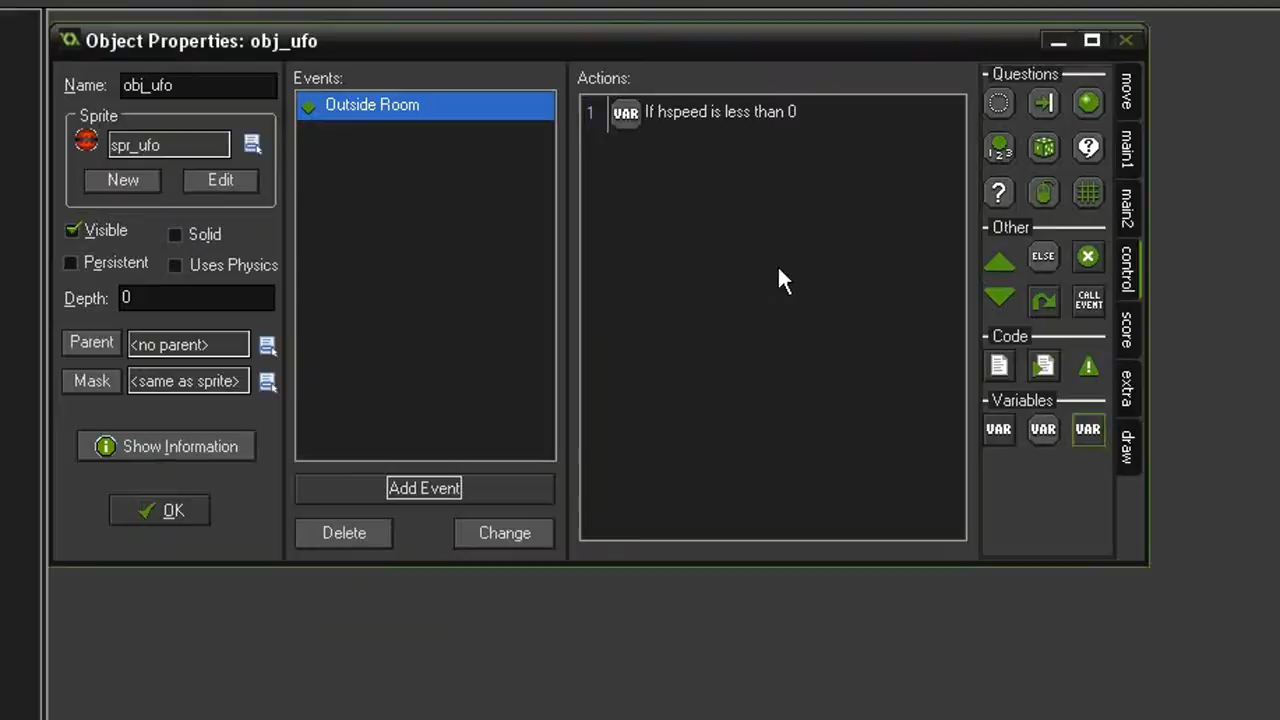 Object Properties: obj_ufo
Name: obj_ufo
Sprite
spr_ufo
New Edit
Visible Solid
Persistent Uses Physics
Depth: 0
Parent <no parent>
Mask <same as sprite>
Show Information
OK
Events:
Outside Room
Add Event
Delete Change
Actions:
1 VAR If hspeed is less than 0
Questions
1 2 3
?
?
Other
ELSE
CALL EVENT
Code
Variables
VAR VAR VAR
move
main1
main2
control
score
extra
draw